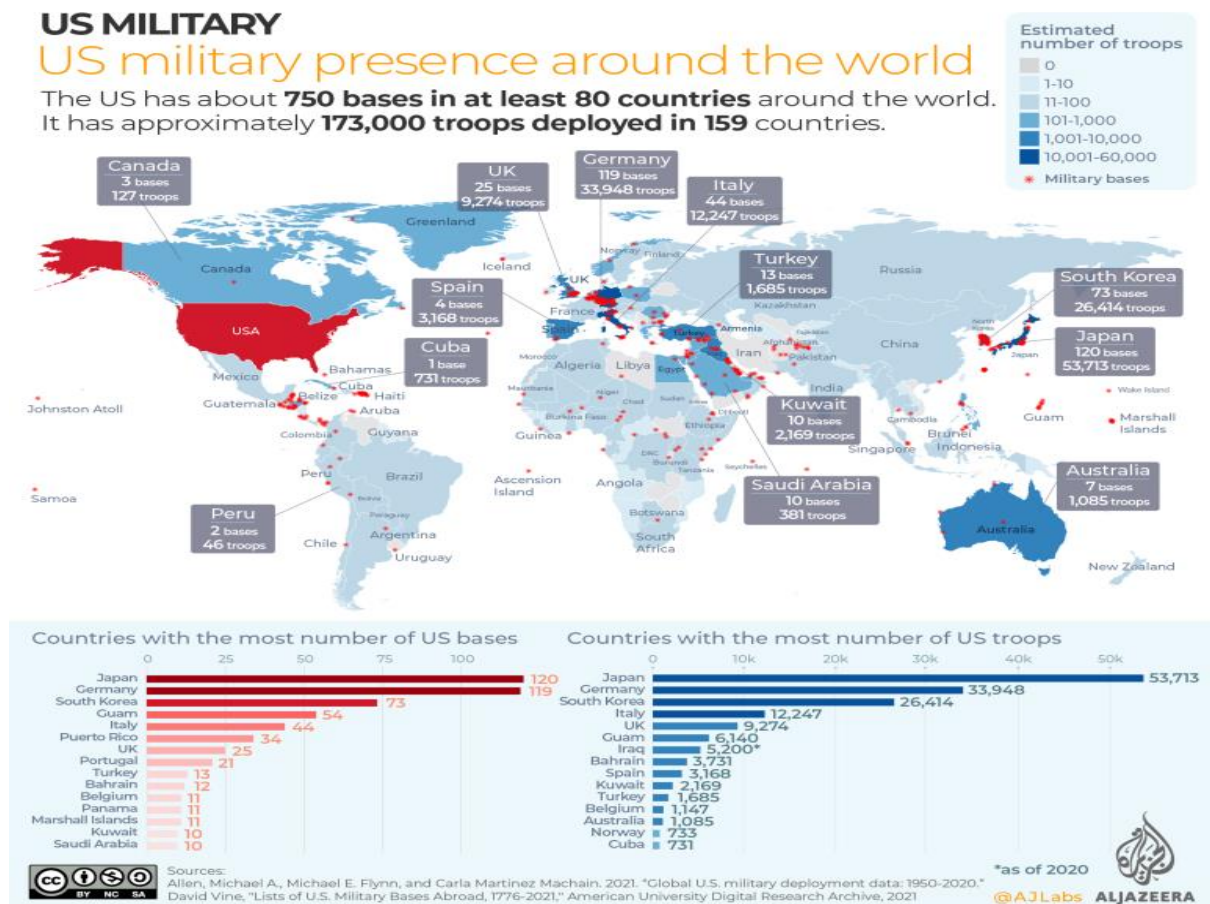 US MILITARY
US military presence around the world
The US has about 750 bases in at least 80 countries around the world.
It has approximately 173,000 troops deployed in 159 countries.
Estimated
number of troops
0
1-10
11-100
101-1,000
1,001-10,000
10,001-60,000
Military bases
Canada
3 bases
127 troops
UK
25 bases
9,274 troops
Germany
119 bases
33,948 troops
Italy
44 bases
12,247 troops
Spain
4 bases
3,168 troops
Turkey
13 bases
1,685 troops
South Korea
73 bases
26,414 troops
Japan
120 bases
53,713 troops
Cuba
1 base
731 troops
Kuwait
10 bases
2,169 troops
Saudi Arabia
10 bases
381 troops
Australia
7 bases
1,085 troops
Peru
2 bases
46 troops
Greenland
Canada
Iceland
Norway
Finland
Russia
UK
France
Spain
USA
Kazakhstan
Turkey
Armenia
Tajikistan
Afghanistan
Iran
Pakistan
China
North
Korea
Japan
Morocco
Algeria
Libya
Egypt
India
Mexico
Bahamas
Cuba
Haiti
Belize
Guatemala
Aruba
Johnston Atoll
Wake Island
Guam
Marshall
Islands
Mauritania
Niger
Chad
Sudan
Djibouti
Burkina Faso
Ethiopia
Guinea
Colombia
Guyana
Cambodia
Brunei
Singapore
Indonesia
DRC
Burundi
Tanzania
Seychelles
Peru
Brazil
Ascension
Island
Angola
Samoa
Bolivia
Paraguay
Argentina
Chile
Uruguay
Botswana
South
Africa
Australia
New Zealand
Countries with the most number of US bases
0 25 50 75 100
Japan 120
Germany 119
South Korea 73
Guam 54
Italy 44
Puerto Rico 34
UK 25
Portugal 21
Turkey 13
Bahrain 12
Belgium 11
Panama 11
Marshall Islands 11
Kuwait 10
Saudi Arabia 10
Countries with the most number of US troops
0 10k 20k 30k 40k 50k
Japan 53,713
Germany 33,948
South Korea 26,414
Italy 12,247
UK 9,274
Guam 6,140
Iraq 5,200*
Bahrain 3,731
Spain 3,168
Kuwait 2,169
Turkey 1,685
Belgium 1,147
Australia 1,085
Norway 733
Cuba 731
*as of 2020
cc BY NC SA
Sources:
Allen, Michael A., Michael E. Flynn, and Carla Martinez Machain. 2021. "Global U.S. military deployment data: 1950-2020."
David Vine, "Lists of U.S. Military Bases Abroad, 1776-2021," American University Digital Research Archive, 2021
@AJLabs
ALJAZEERA